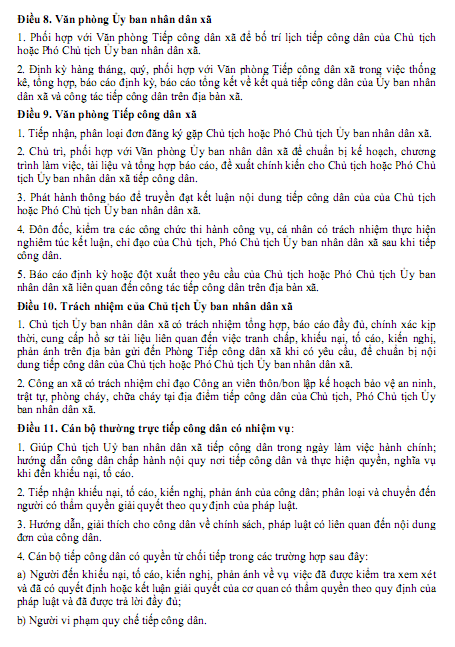 Điều 8. Văn phòng Ủy ban nhân dân xã
1. Phối hợp với Văn phòng Tiếp công dân xã để bố trí lịch tiếp công dân của Chủ tịch
hoặc Phó Chủ tịch Ủy ban nhân dân xã.
2. Định kỳ hàng tháng, quý, phối hợp với Văn phòng Tiếp công dân xã trong việc thống
kê, tổng hợp, báo cáo định kỳ, báo cáo tổng kết về kết quả tiếp công dân của Ủy ban nhân
dân xã và công tác tiếp công dân trên địa bàn xã.
Điều 9. Văn phòng Tiếp công dân xã
1. Tiếp nhận, phân loại đơn đăng ký gặp Chủ tịch hoặc Phó Chủ tịch Ủy ban nhân dân xã.
2. Chủ trì, phối hợp với Văn phòng Ủy ban nhân dân xã để chuẩn bị kế hoạch, chương
trình làm việc, tài liệu và tổng hợp báo cáo, đề xuất chính kiến cho Chủ tịch hoặc Phó Chủ
tịch Ủy ban nhân dân xã tiếp công dân.
3. Phát hành thông báo để truyền đạt kết luận nội dung tiếp công dân của của Chủ tịch
hoặc Phó Chủ tịch Ủy ban nhân dân xã.
4. Đôn đốc, kiểm tra các công chức thi hành công vụ, cá nhân có trách nhiệm thực hiện
nghiêm túc kết luận, chỉ đạo của Chủ tịch, Phó Chủ tịch Ủy ban nhân dân xã sau khi tiếp
công dân.
5. Báo cáo định kỳ hoặc đột xuất theo yêu cầu của Chủ tịch hoặc Phó Chủ tịch Ủy ban
nhân dân xã liên quan đến công tác tiếp công dân trên địa bàn xã.
Điều 10. Trách nhiệm của Chủ tịch Ủy ban nhân dân xã
1. Chủ tịch Ủy ban nhân dân xã có trách nhiệm tổng hợp, báo cáo đầy đủ, chính xác kịp
thời, cung cấp hồ sơ tài liệu liên quan đến việc tranh chấp, khiếu nại, tố cáo, kiến nghị,
phản ánh trên địa bàn gửi đến Phòng Tiếp công dân xã khi có yêu cầu, để chuẩn bị nội
dung tiếp công dân của Chủ tịch hoặc Phó Chủ tịch Ủy ban nhân dân xã.
2. Công an xã có trách nhiệm chỉ đạo Công an viên thôn/bon lập kế hoạch bảo vệ an ninh,
trật tự, phòng cháy, chữa cháy tại địa điểm tiếp công dân của Chủ tịch, Phó Chủ tịch Ủy
ban nhân dân xã.
Điều 11. Cán bộ thường trực tiếp công dân có nhiệm vụ:
1. Giúp Chủ tịch Uỷ ban nhân dân xã tiếp công dân trong ngày làm việc hành chính;
hướng dẫn công dân chấp hành nội quy nơi tiếp công dân và thực hiện quyền, nghĩa vụ
khi đến khiếu nại, tố cáo.
2. Tiếp nhận khiếu nại, tố cáo, kiến nghị, phản ánh của công dân; phân loại và chuyển đến
người có thẩm quyền giải quyết theo quy định của pháp luật.
3. Hướng dẫn, giải thích cho công dân về chính sách, pháp luật có liên quan đến nội dung
đơn của công dân.
4. Cán bộ tiếp công dân có quyền từ chối tiếp trong các trường hợp sau đây:
a) Người đến khiếu nại, tố cáo, kiến nghị, phản ánh về vụ việc đã được kiểm tra xem xét
và đã có quyết định hoặc kết luận giải quyết của cơ quan có thẩm quyền theo quy định của
pháp luật và đã được trả lời đầy đủ;
b) Người vi phạm quy chế tiếp công dân.